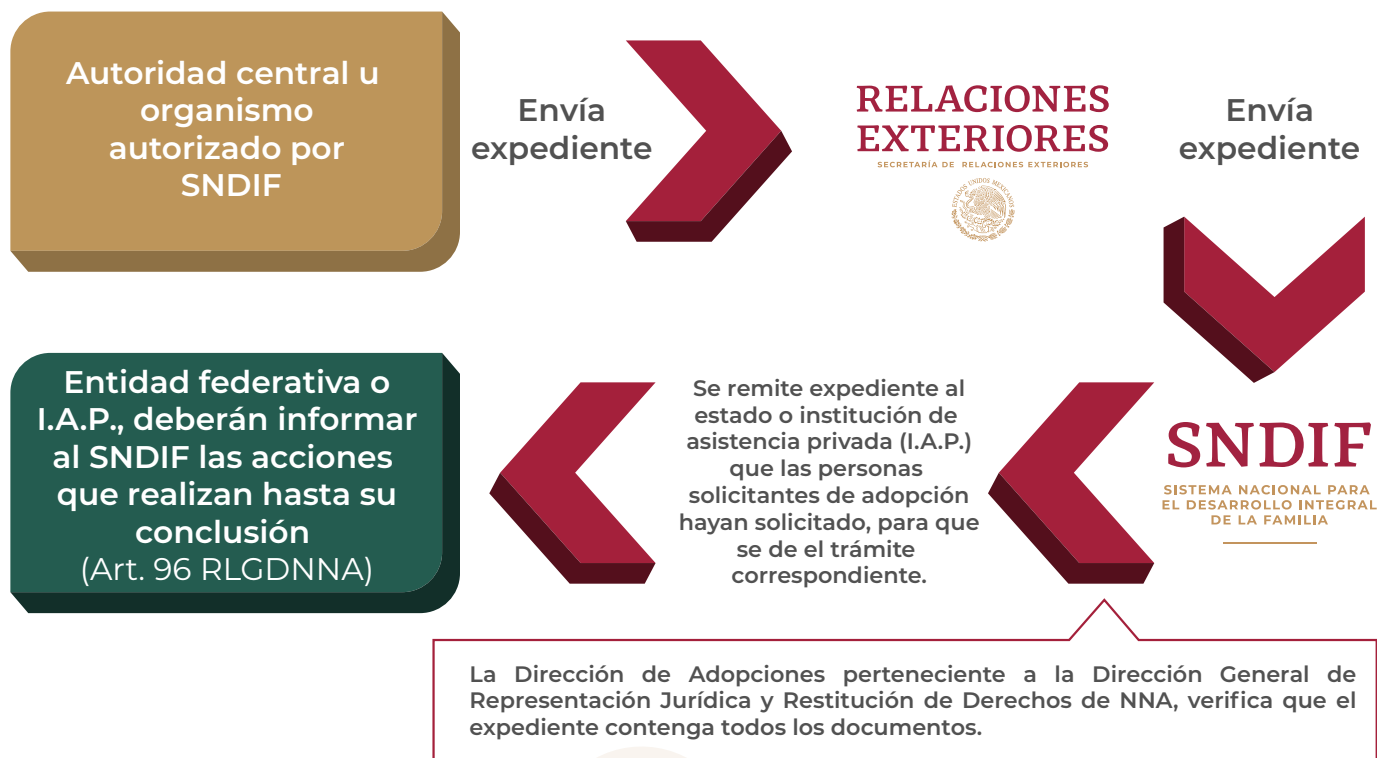 Autoridad central u
organismo
autorizado por
SNDIF
Envía
expediente
RELACIONES
EXTERIORES
SECRETARÍA DE RELACIONES EXTERIORES
ESTADOS UNIDOS MEXICANOS
Envía
expediente
SNDIF
SISTEMA NACIONAL PARA
EL DESARROLLO INTEGRAL
DE LA FAMILIA
Se remite expediente al
estado o institución de
asistencia privada (I.A.P.)
que las personas
solicitantes de adopción
hayan solicitado, para que
se de el trámite
correspondiente.
Entidad federativa o
I.A.P., deberán informar
al SNDIF las acciones
que realizan hasta su
conclusión
(Art. 96 RLGDNNA)
La Dirección de Adopciones perteneciente a la Dirección General de
Representación Jurídica y Restitución de Derechos de NNA, verifica que el
expediente contenga todos los documentos.